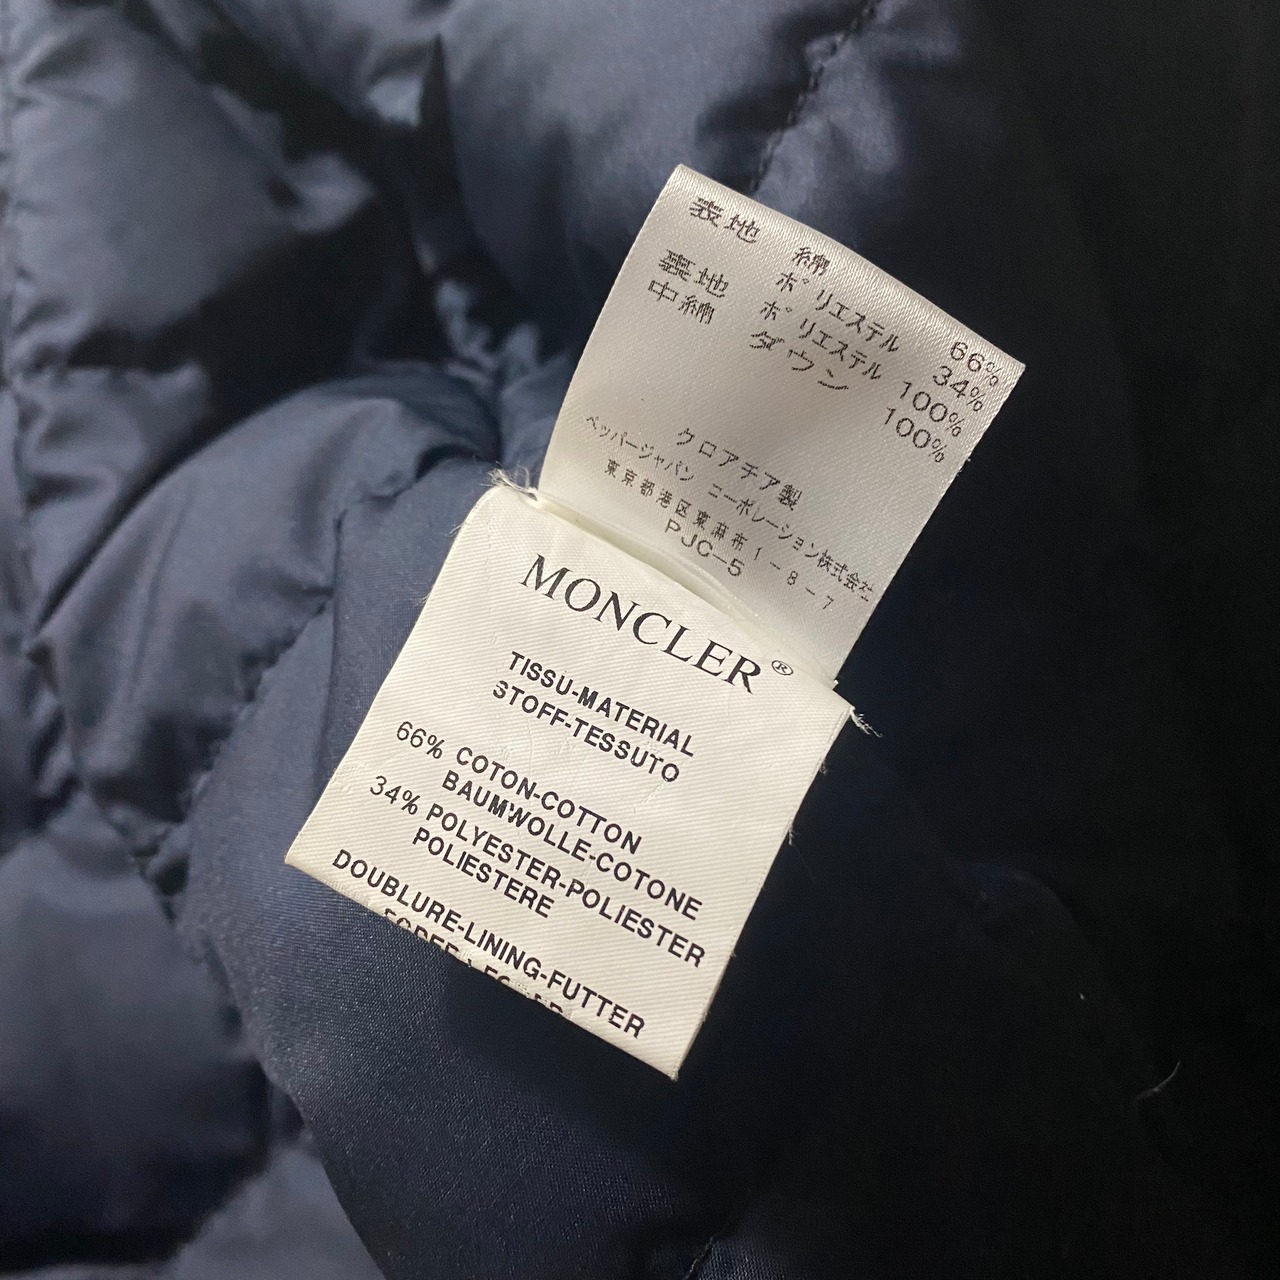 表地 綿 66%
ポリエステル 34%
裏地 ポリエステル 100%
中綿 ダウン 100%
クロアチア製
ペッパージャパン ニーポレーション株式会社
東京都港区東麻布1-8-7
PJC-5
MONCLER®
TISSU-MATERIAL
STOFF-TESSUTO
66% COTON-COTTON
BAUMWOLLE-COTONE
34% POLYESTER-POLIESTER
POLIESTERE
DOUBLURE-LINING-FUTTER